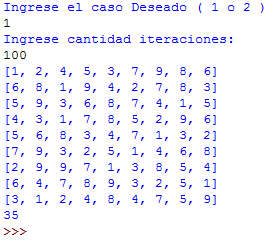 Ingrese el caso Deseado ( 1 o 2 )
1
Ingrese cantidad iteraciones:
100
[1, 2, 4, 5, 3, 7, 9, 8, 6]
[6, 8, 1, 9, 4, 2, 7, 8, 3]
[5, 9, 3, 6, 8, 7, 4, 1, 5]
[4, 3, 1, 7, 8, 5, 2, 9, 6]
[5, 6, 8, 3, 4, 7, 1, 3, 2]
[7, 9, 3, 2, 5, 1, 4, 6, 8]
[2, 9, 9, 7, 1, 3, 8, 5, 4]
[6, 4, 7, 8, 9, 3, 2, 5, 1]
[3, 1, 2, 4, 8, 4, 7, 5, 9]
35
>>>